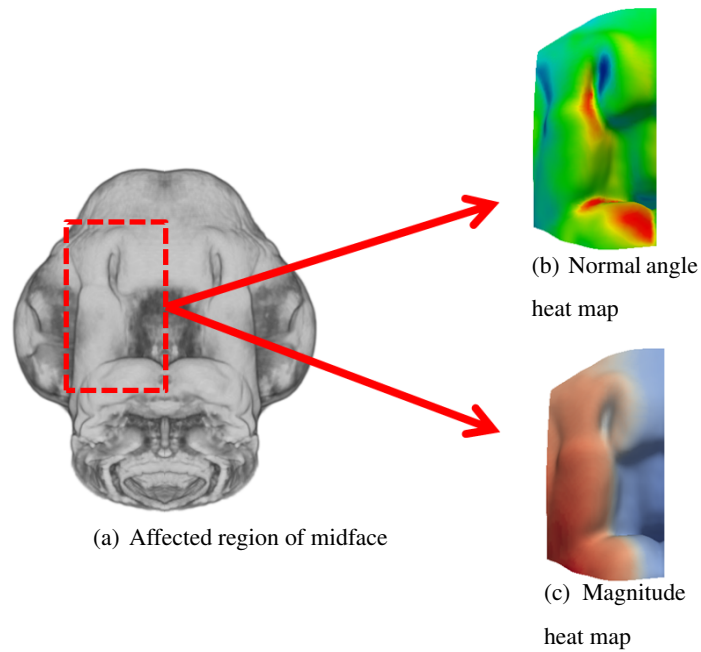 (b) Normal angle
heat map
(a) Affected region of midface
(c) Magnitude
heat map